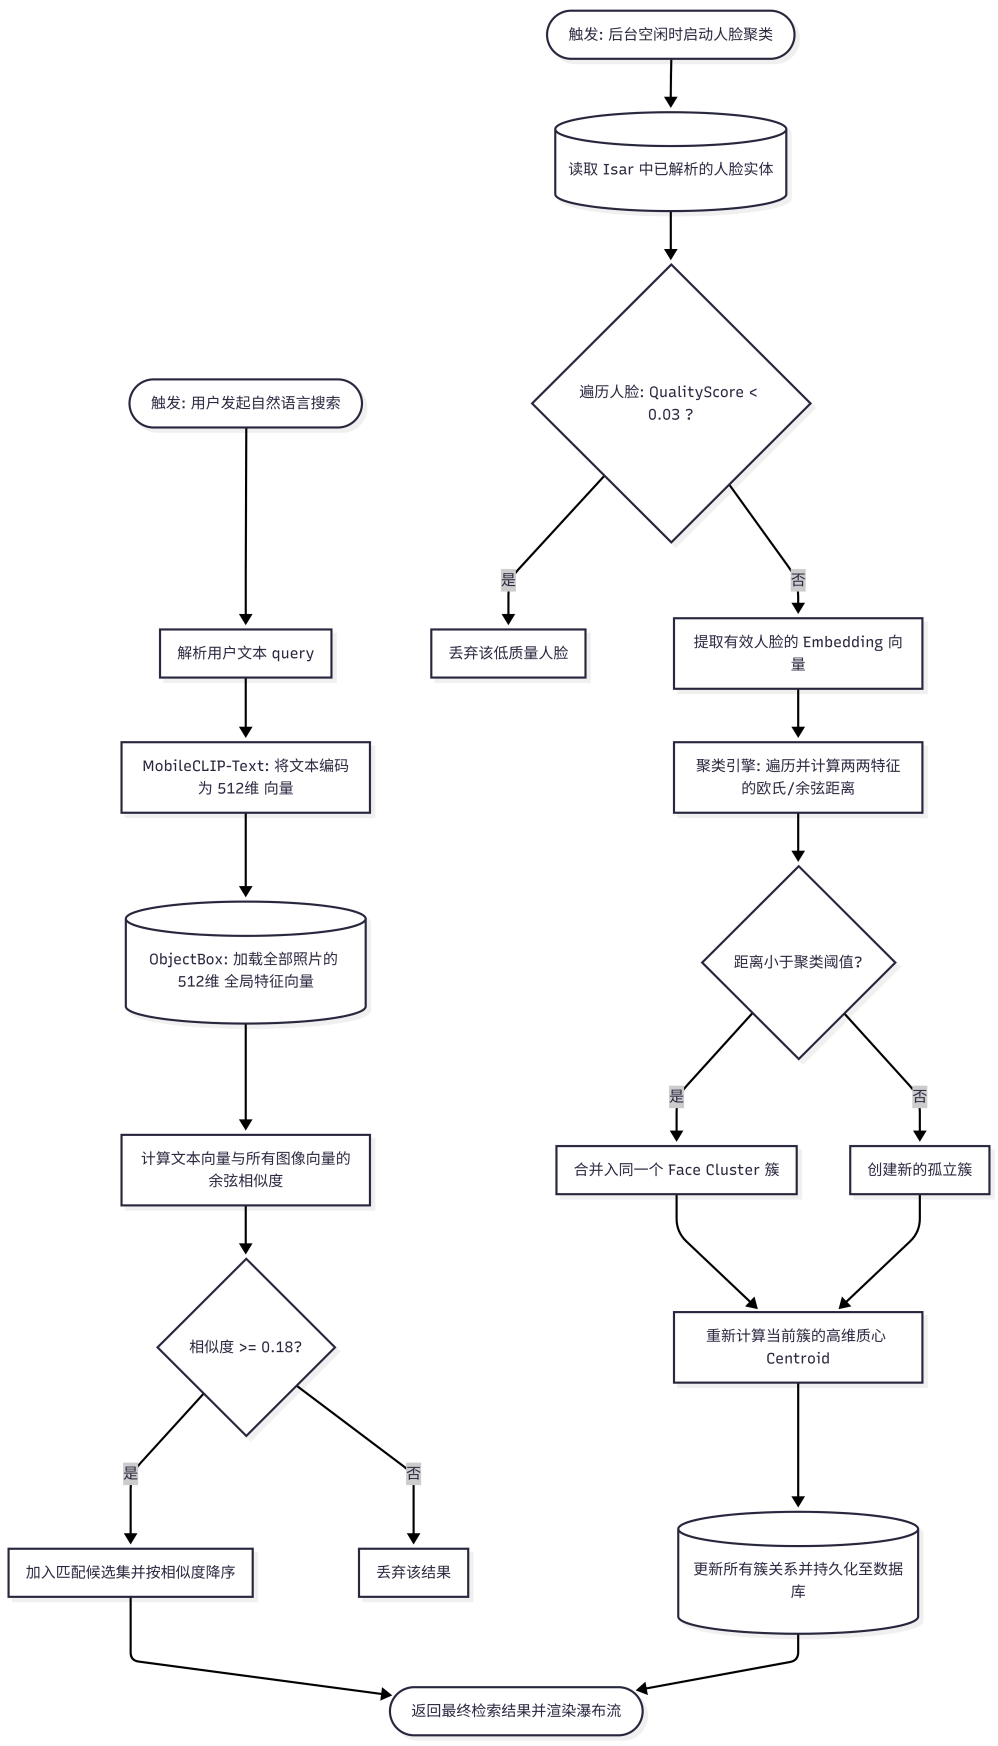 触发: 后台空闲时启动人脸聚类
读取 Isar 中已解析的人脸实体
遍历人脸: QualityScore <
0.03 ?
是
否
丢弃该低质量人脸
提取有效人脸的 Embedding 向
量
聚类引擎: 遍历并计算两两特征
的欧氏/余弦距离
距离小于聚类阈值?
是
否
合并入同一个 Face Cluster 簇
创建新的孤立簇
重新计算当前簇的高维质心
Centroid
更新所有簇关系并持久化至数据
库
触发: 用户发起自然语言搜索
解析用户文本 query
MobileCLIP-Text: 将文本编码
为 512维 向量
ObjectBox: 加载全部照片的
512维 全局特征向量
计算文本向量与所有图像向量的
余弦相似度
相似度 >= 0.18?
是
否
加入匹配候选集并按相似度降序
丢弃该结果
返回最终检索结果并渲染瀑布流